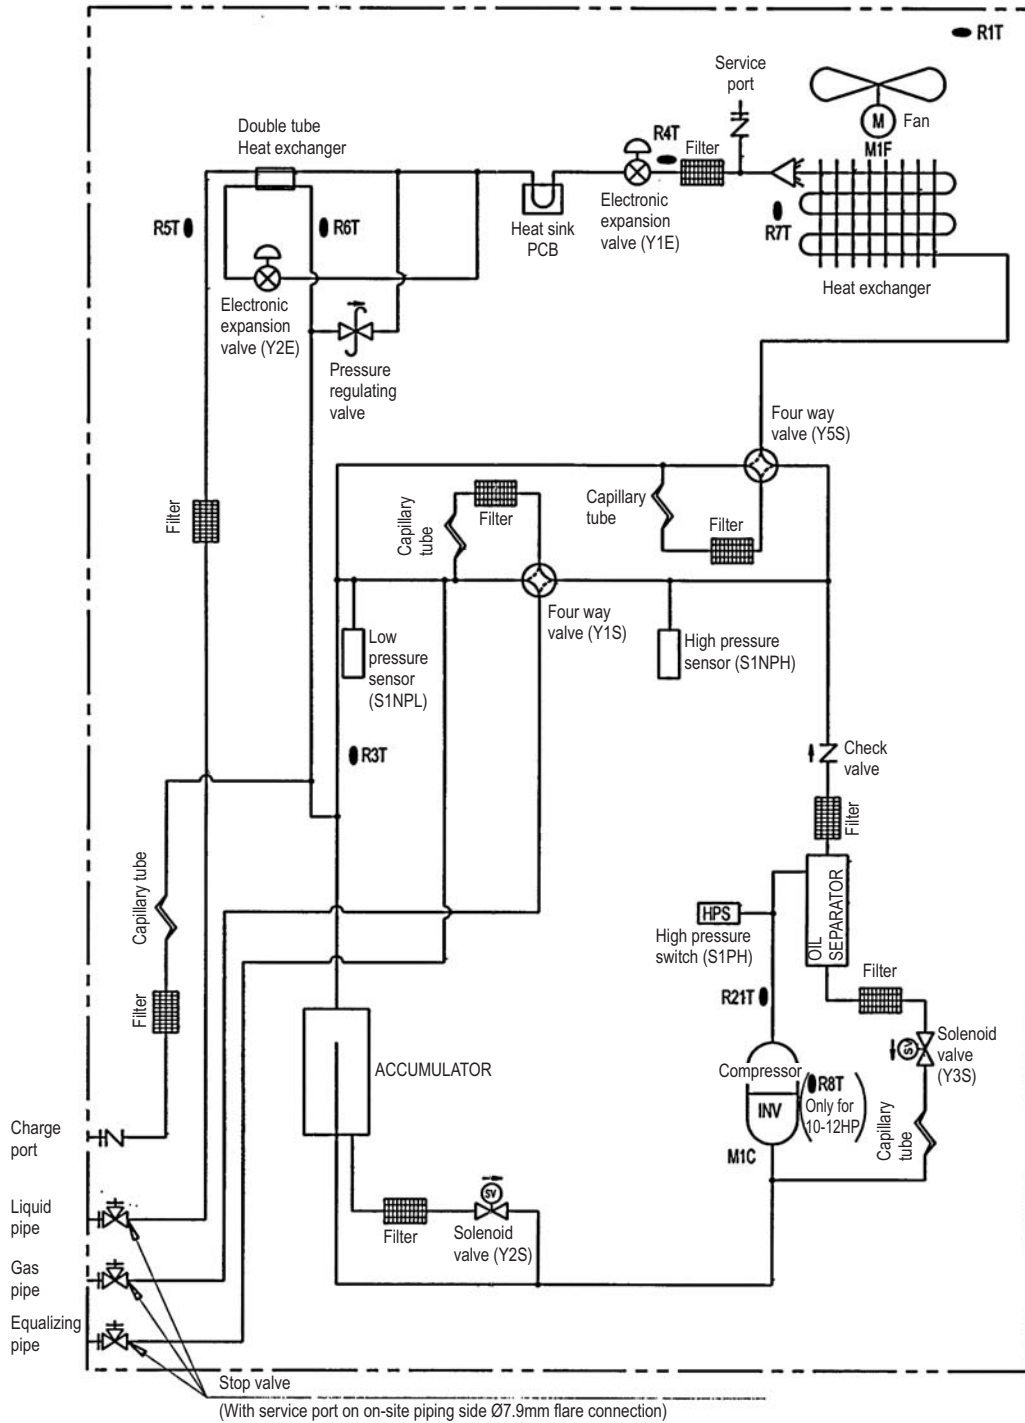 R1T
Service
port
M
Fan
M1F
Double tube
Heat exchanger
R4T
Filter
R5T
R6T
Heat sink
PCB
Electronic
expansion
valve (Y1E)
R7T
Heat exchanger
Electronic
expansion
valve (Y2E)
Pressure
regulating
valve
Four way
valve (Y5S)
Filter
Capillary
tube
Filter
Capillary
tube
Filter
Four way
valve (Y1S)
Low
pressure
sensor
(S1NPL)
High pressure
sensor (S1NPH)
R3T
Check
valve
Filter
Capillary tube
HPS
High pressure
switch (S1PH)
OIL
SEPARATOR
Filter
R21T
Filter
Solenoid
valve
(Y3S)
SV
ACCUMULATOR
Compressor
INV
R8T
Only for
10-12HP
M1C
Capillary
tube
Charge
port
SV
Filter
Solenoid
valve (Y2S)
Liquid
pipe
Gas
pipe
Equalizing
pipe
Stop valve
(With service port on on-site piping side Ø7.9mm flare connection)